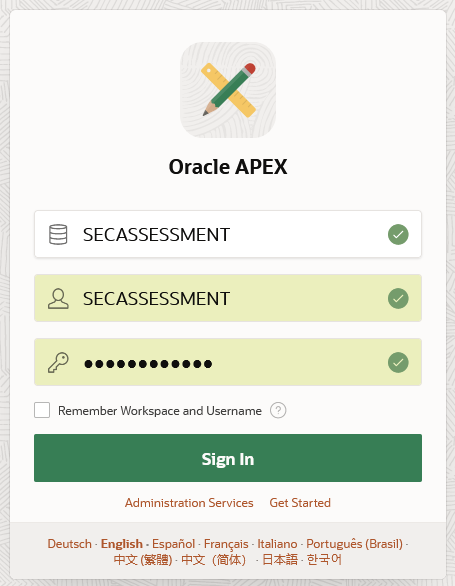 Oracle APEX
SECASSESSMENT
SECASSESSMENT
●●●●●●●●●●●●
Remember Workspace and Username ?
Sign In
Administration Services Get Started
Deutsch · English · Español · Français · Italiano · Português (Brasil) ·
中文 (繁體) · 中文（简体） · 日本語 · 한국어